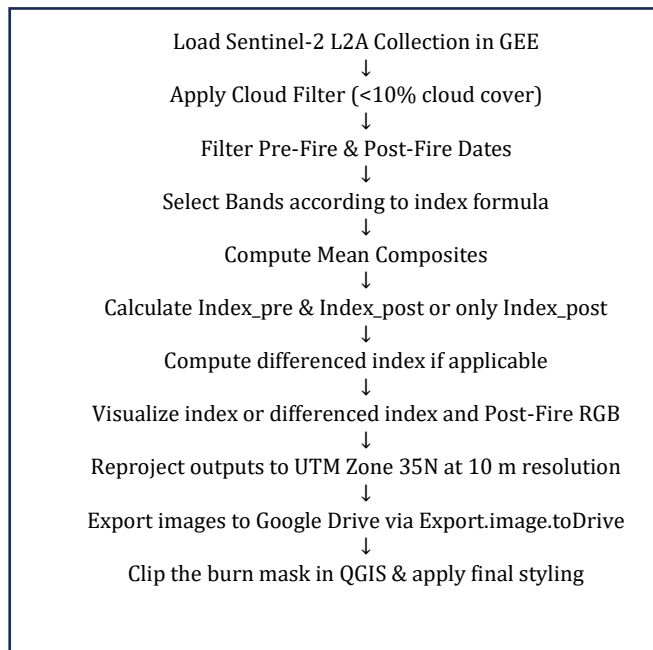 Load Sentinel-2 L2A Collection in GEE
↓
Apply Cloud Filter (<10% cloud cover)
↓
Filter Pre-Fire & Post-Fire Dates
↓
Select Bands according to index formula
↓
Compute Mean Composites
↓
Calculate Index_pre & Index_post or only Index_post
↓
Compute differenced index if applicable
↓
Visualize index or differenced index and Post-Fire RGB
↓
Reproject outputs to UTM Zone 35N at 10 m resolution
↓
Export images to Google Drive via Export.image.toDrive
↓
Clip the burn mask in QGIS & apply final styling